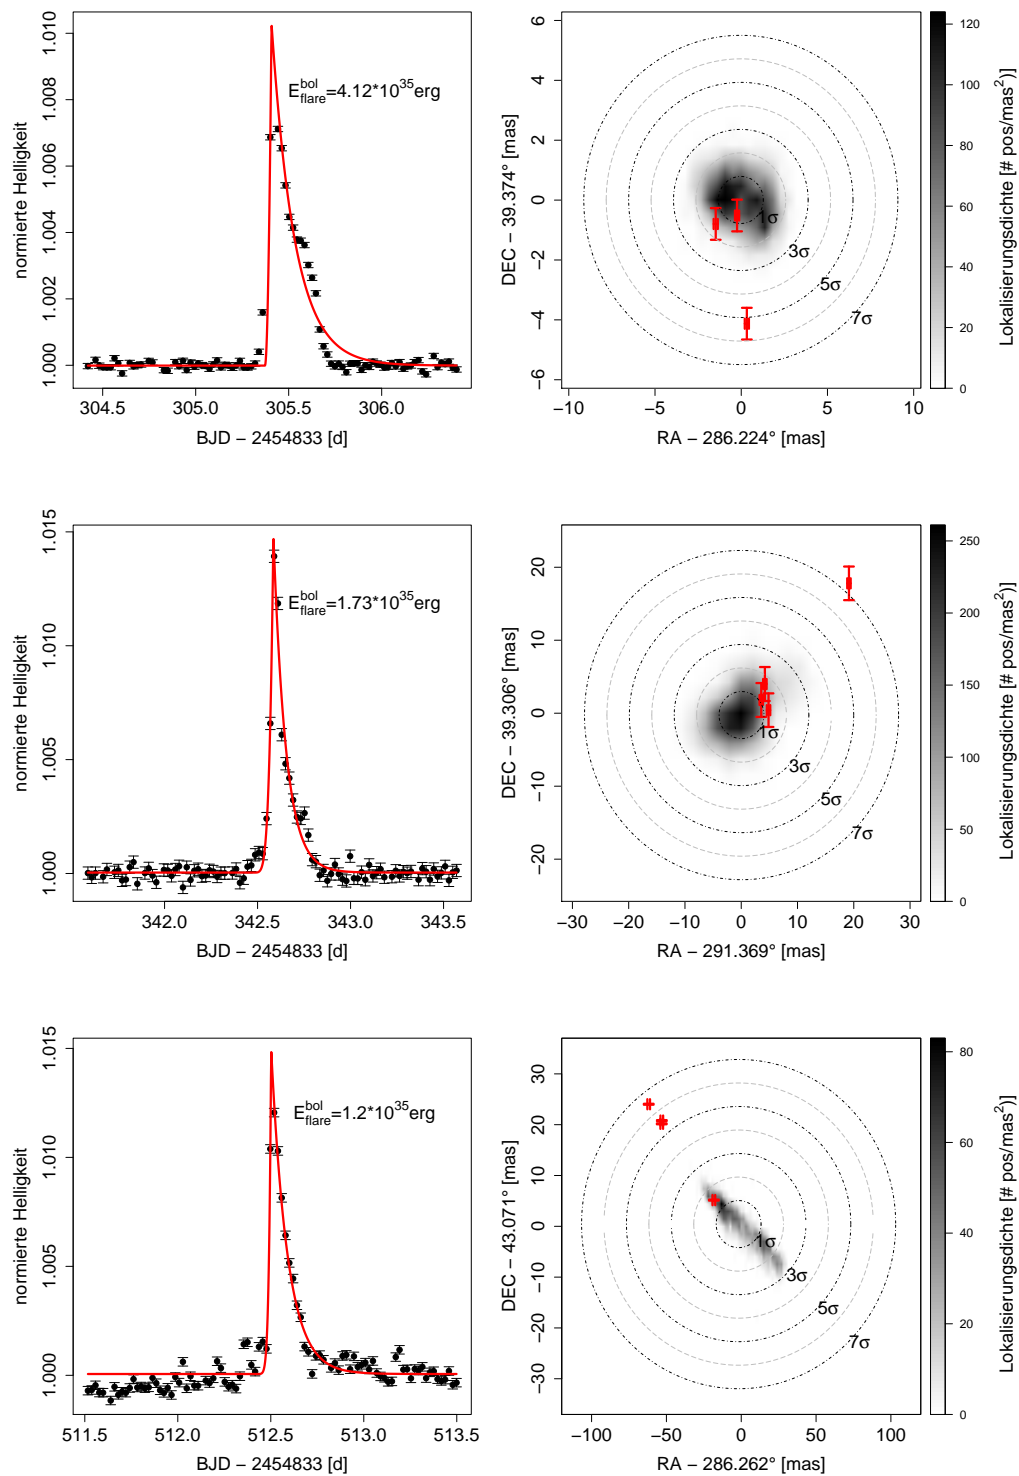 normierte Helligkeit
1.000 1.002 1.004 1.006 1.008 1.010
E_flare^bol=4.12*10^35erg
304.5 305.0 305.5 306.0
BJD − 2454833 [d]
DEC − 39.374° [mas]
−6 −4 −2 0 2 4 6
1σ
3σ
5σ
7σ
−10 −5 0 5 10
RA − 286.224° [mas]
0 20 40 60 80 100 120
Lokalisierungsdichte [# pos/mas²)]
normierte Helligkeit
1.000 1.005 1.010 1.015
E_flare^bol=1.73*10^35erg
342.0 342.5 343.0 343.5
BJD − 2454833 [d]
DEC − 39.306° [mas]
−20 −10 0 10 20
1σ
3σ
5σ
7σ
−30 −20 −10 0 10 20 30
RA − 291.369° [mas]
0 50 100 150 200 250
Lokalisierungsdichte [# pos/mas²)]
normierte Helligkeit
1.000 1.005 1.010 1.015
E_flare^bol=1.2*10^35erg
511.5 512.0 512.5 513.0 513.5
BJD − 2454833 [d]
DEC − 43.071° [mas]
−30 −20 −10 0 10 20 30
1σ
3σ
5σ
7σ
−100 −50 0 50 100
RA − 286.262° [mas]
0 20 40 60 80
Lokalisierungsdichte [# pos/mas²)]